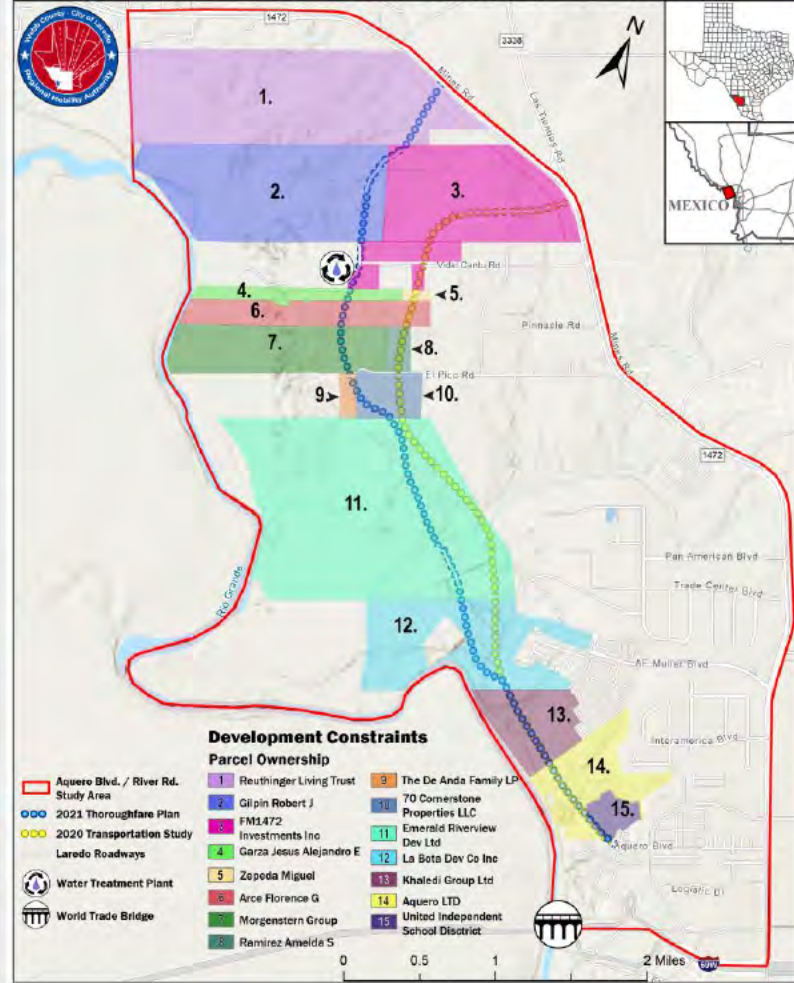 Webb County - City of Laredo
Regional Mobility Authority
1472
3338
N
Mines Rd
Las Tiendas Rd
MEXICO
1.
2.
3.
Vidal Cantu Rd
4.
5.
6.
Pinnacle Rd
7.
8.
Mines Rd
El Pico Rd
9
10.
1472
11.
Pan American Blvd
Trade Center Blvd
Rio Grande
12.
AE Muller Blvd
13.
Interamerica Blvd
14.
15.
Aquero Blvd
Logistic Dr
Development Constraints
Parcel Ownership
Aquero Blvd. / River Rd.
Study Area
2021 Thoroughfare Plan
2020 Transportation Study
Laredo Roadways
Water Treatment Plant
World Trade Bridge
1 Reuthinger Living Trust
2 Gilpin Robert J
3 FM1472
Investments Inc
4 Garza Jesus Alejandro E
5 Zepeda Miguel
6 Arce Florence G
7 Morgenstern Group
8 Ramirez Amelda S
9 The De Anda Family LP
10 70 Cornerstone
Properties LLC
11 Emerald Riverview
Dev Ltd
12 La Bota Dev Co Inc
13 Khaledi Group Ltd
14 Aquero LTD
15 United Independent
School Disctrict
0 0.5 1 2 Miles
69W